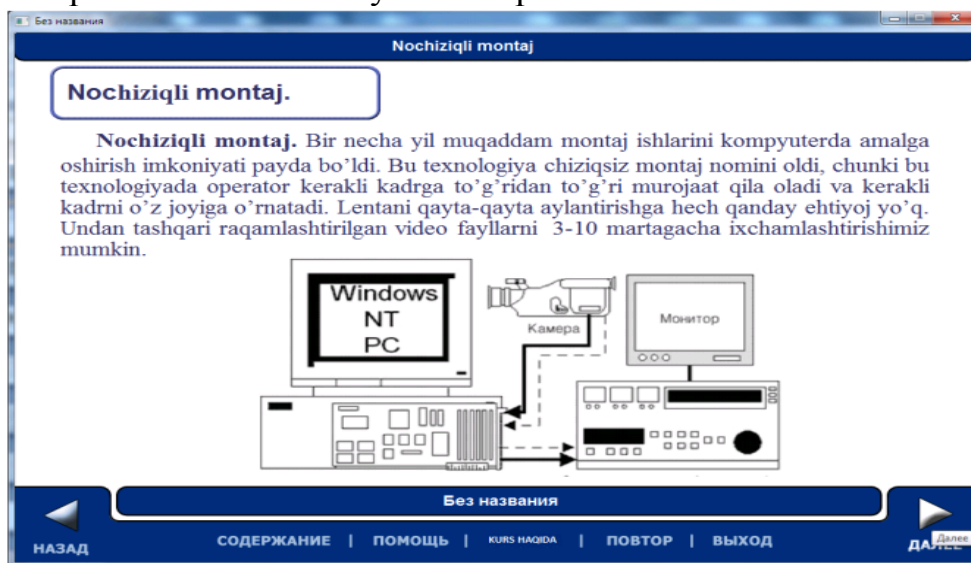 Без названия
Nochiziqli montaj
Nochiziqli montaj.
Nochiziqli montaj. Bir necha yil muqaddam montaj ishlarini kompyuterda amalga
oshirish imkoniyati payda bo’ldi. Bu texnologiya chiziqsiz montaj nomini oldi, chunki bu
texnologiyada operator kerakli kadrga to’g’ridan to’g’ri murojaat qila oladi va kerakli
kadrni o’z joyiga o’rnatadi. Lentani qayta-qayta aylantirishga hech qanday ehtiyoj yo’q.
Undan tashqari raqamlashtirilgan video fayllarni 3-10 martagacha ixchamlashtirishimiz
mumkin.
Windows
NT
PC
Камера
Монитор
Без названия
НАЗАД
СОДЕРЖАНИЕ | ПОМОЩЬ | KURS HAQIDA | ПОВТОР | ВЫХОД
Далее